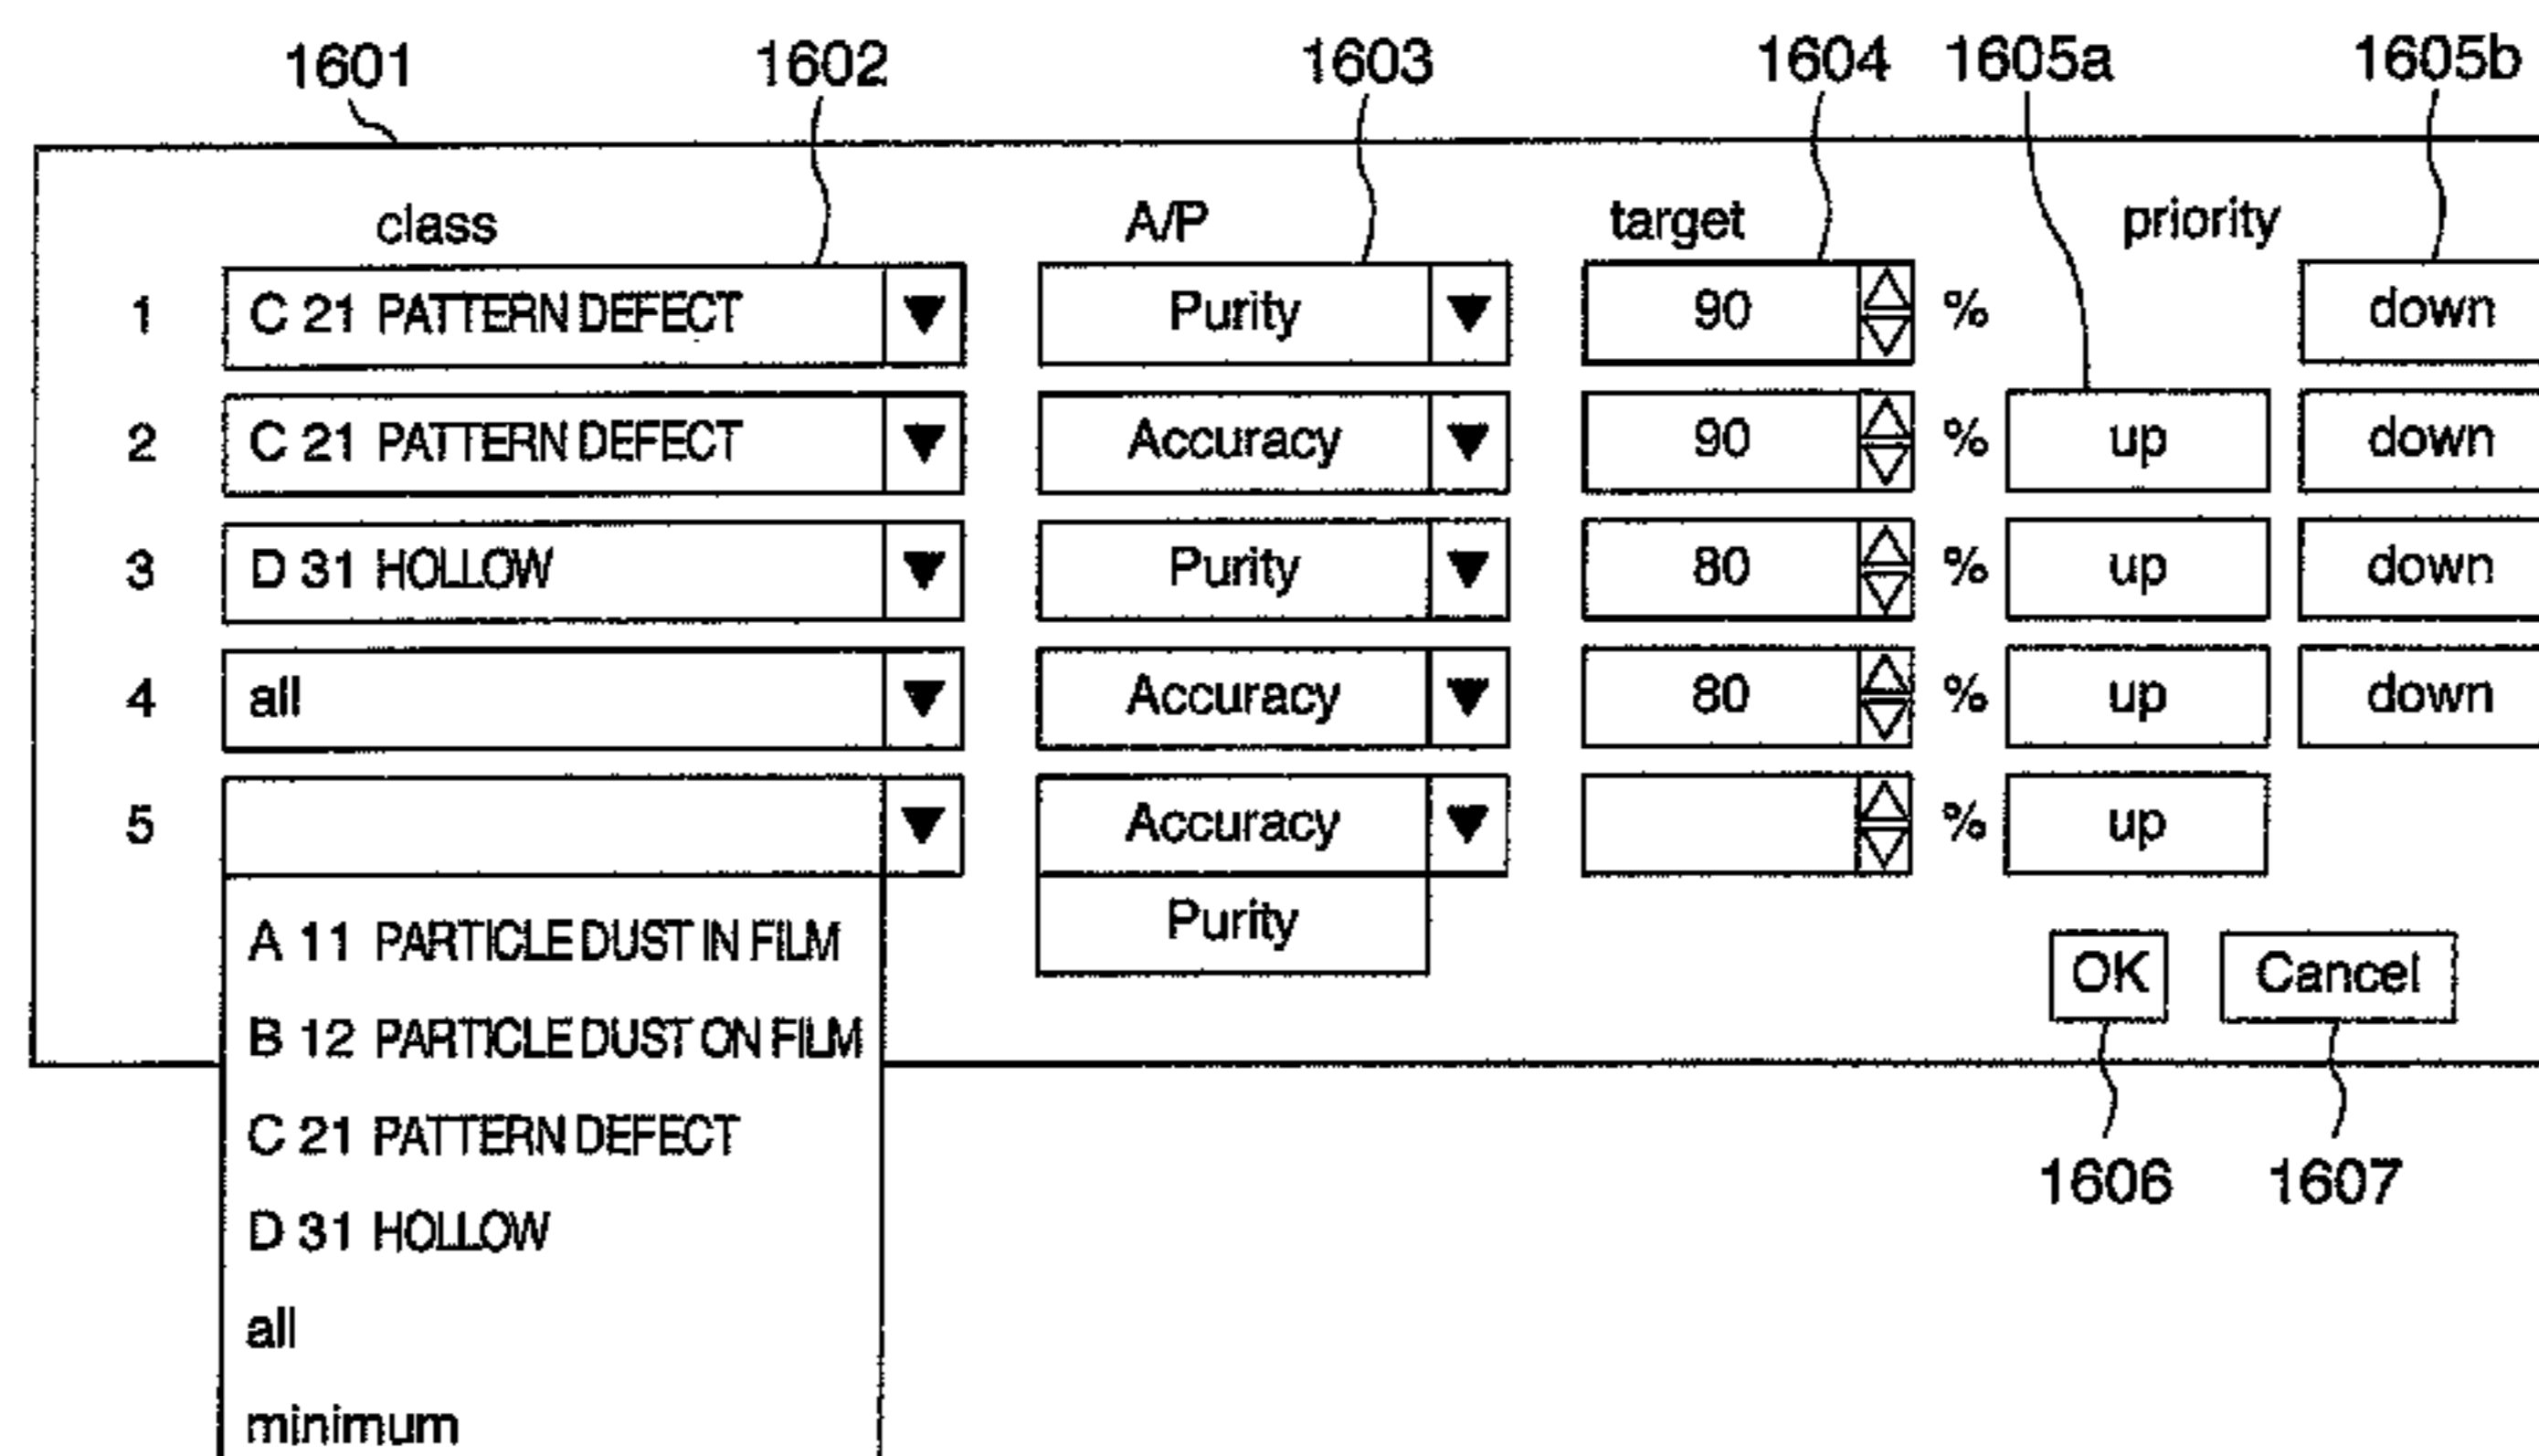 1601 1602 1603 1604 1605a 1605b
class A/P target priority
1 C 21 PATTERN DEFECT Purity 90 % down
2 C 21 PATTERN DEFECT Accuracy 90 % up down
3 D 31 HOLLOW Purity 80 % up down
4 all Accuracy 80 % up down
5 Accuracy % up
Purity
A 11 PARTICLE DUST IN FILM
OK Cancel
B 12 PARTICLE DUST ON FILM
C 21 PATTERN DEFECT
1606 1607
D 31 HOLLOW
all
minimum